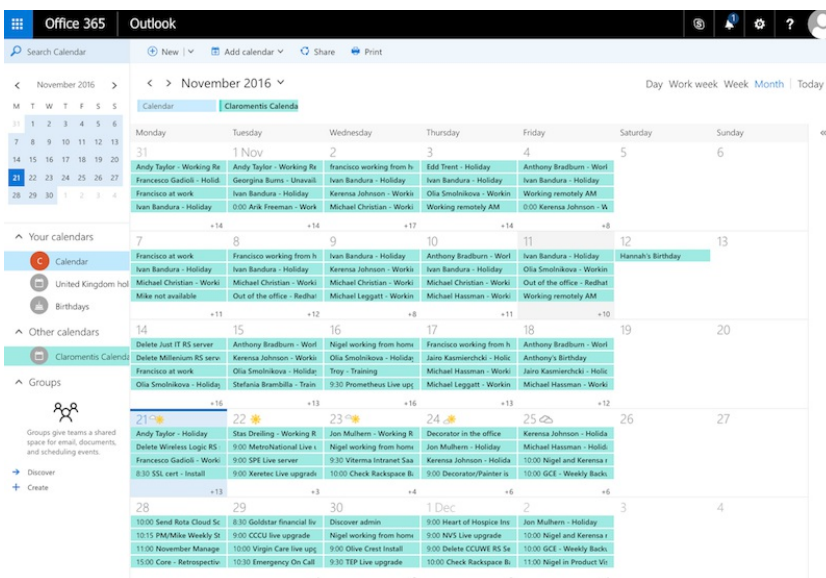 Office 365 Outlook 1 ?
Search Calendar New Add calendar Share Print
November 2016
M T W T F S S
31 1 2 3 4 5 6
7 8 9 10 11 12 13
14 15 16 17 18 19 20
21 22 23 24 25 26 27
28 29 30 1 2 3 4
Your calendars
C Calendar
United Kingdom hol
Birthdays
Other calendars
Claromentis Calenda
Groups
Groups give teams a shared
space for email, documents,
and scheduling events.
Discover
Create
November 2016 Day Work week Week Month Today
Calendar Claromentis Calenda
Monday Tuesday Wednesday Thursday Friday Saturday Sunday
31 1 Nov 2 3 4 5 6
Andy Taylor - Working Re Andy Taylor - Working Re francisco working from h Edd Trent - Holiday Anthony Bradburn - Worl
Francesco Gadioli - Holid Georgina Burns - Unavaili Ivan Bandura - Holiday Ivan Bandura - Holiday Ivan Bandura - Holiday
Francisco at work Ivan Bandura - Holiday Kerensa Johnson - Workin Olia Smolnikova - Workin Working remotely AM
Ivan Bandura - Holiday 0:00 Arik Freeman - Work Michael Christian - Worki Working remotely AM 0:00 Kerensa Johnson - W
+14 +14 +17 +14 +8
7 8 9 10 11 12 13
Francisco at work Francisco working from h Ivan Bandura - Holiday Anthony Bradburn - Worl Ivan Bandura - Holiday Hannah's Birthday
Ivan Bandura - Holiday Ivan Bandura - Holiday Kerensa Johnson - Workin Ivan Bandura - Holiday Olia Smolnikova - Workin
Michael Christian - Worki Michael Christian - Worki Michael Christian - Worki Michael Christian - Worki Out of the office - Redhat
Mike not available Out of the office - Redhat Michael Leggatt - Workin Michael Hassman - Worki Working remotely AM
+11 +12 +8 +11 +10
14 15 16 17 18 19 20
Delete Just IT RS server Anthony Bradburn - Worl Nigel working from home Francisco working from h Anthony Bradburn - Worl
Delete Millenium RS serv Kerensa Johnson - Workin Olia Smolnikova - Holiday Jairo Kasmierchcki - Holic Anthony's Birthday
Francisco at work Olia Smolnikova - Holiday Troy - Training Michael Hassman - Worki Jairo Kasmierchcki - Holic
Olia Smolnikova - Holiday Stefania Brambilla - Train 9:30 Prometheus Live upg Michael Leggatt - Workin Michael Hassman - Worki
+16 +13 +16 +13 +12
21 22 23 24 25 26 27
Andy Taylor - Holiday Stas Dreiling - Working R Jon Mulhern - Working R Decorator in the office Kerensa Johnson - Holida
Delete Wireless Logic RS 9:00 MetroNational Live u Nigel working from home Jon Mulhern - Holiday Michael Hassman - Holid
Francesco Gadioli - Worki 9:00 SPE Live server 9:30 Viterma Intranet Saa Kerensa Johnson - Holida 10:00 Nigel and Kerensa r
8:30 SSL cert - Install 9:00 Xeretec Live upgrade 10:00 Check Rackspace B 9:00 Decorator/Painter is 10:00 GCE - Weekly Backu
+13 +3 +4 +6 +6
28 29 30 1 Dec 2 3 4
10:00 Send Rota Cloud Sc 8:30 Goldstar financial liv Discover admin 9:00 Heart of Hospice Ins Jon Mulhern - Holiday
10:15 PM/Mike Weekly St 9:00 CCCU live upgrade Nigel working from home 9:00 NVS Live upgrade 10:00 Nigel and Kerensa r
11:00 November Manage 10:00 Virgin Care live upg 9:00 Olive Crest Install 9:00 Delete CCUWE RS Se 10:00 GCE - Weekly Backu
15:00 Core - Retrospectiv 10:30 Emergency On Call 9:30 TEP Live upgrade 10:00 Check Rackspace B 11:00 Nigel in Product Vir